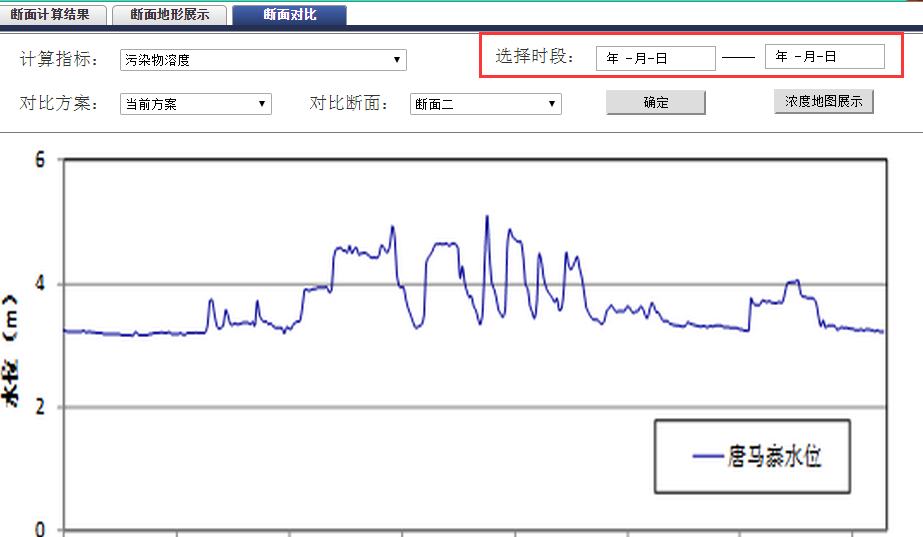 断面计算结果 断面地形展示 断面对比
计算指标： 污染物溶度 选择时段： 年 -月-日 —— 年 -月-日
对比方案： 当前方案 对比断面： 断面二 确定 浓度地图展示
6
4
水位（m）
2
唐马寨水位
0